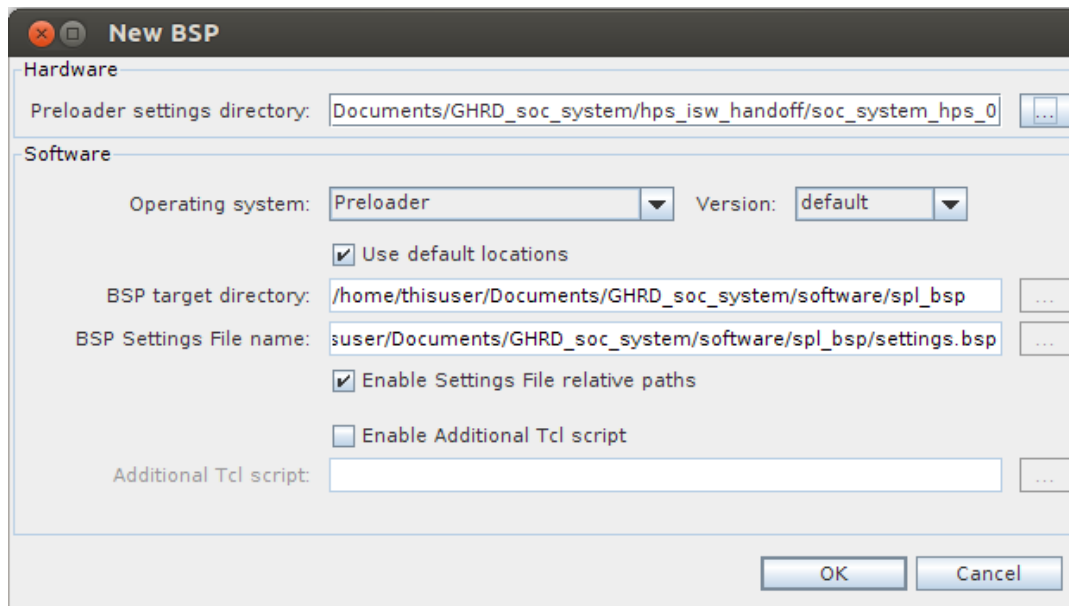 New BSP
Hardware
Preloader settings directory: Documents/GHRD_soc_system/hps_isw_handoff/soc_system_hps_0 ...
Software
Operating system: Preloader Version: default
Use default locations
BSP target directory: /home/thisuser/Documents/GHRD_soc_system/software/spl_bsp ...
BSP Settings File name: suser/Documents/GHRD_soc_system/software/spl_bsp/settings.bsp ...
Enable Settings File relative paths
Enable Additional Tcl script
Additional Tcl script: ...
OK Cancel